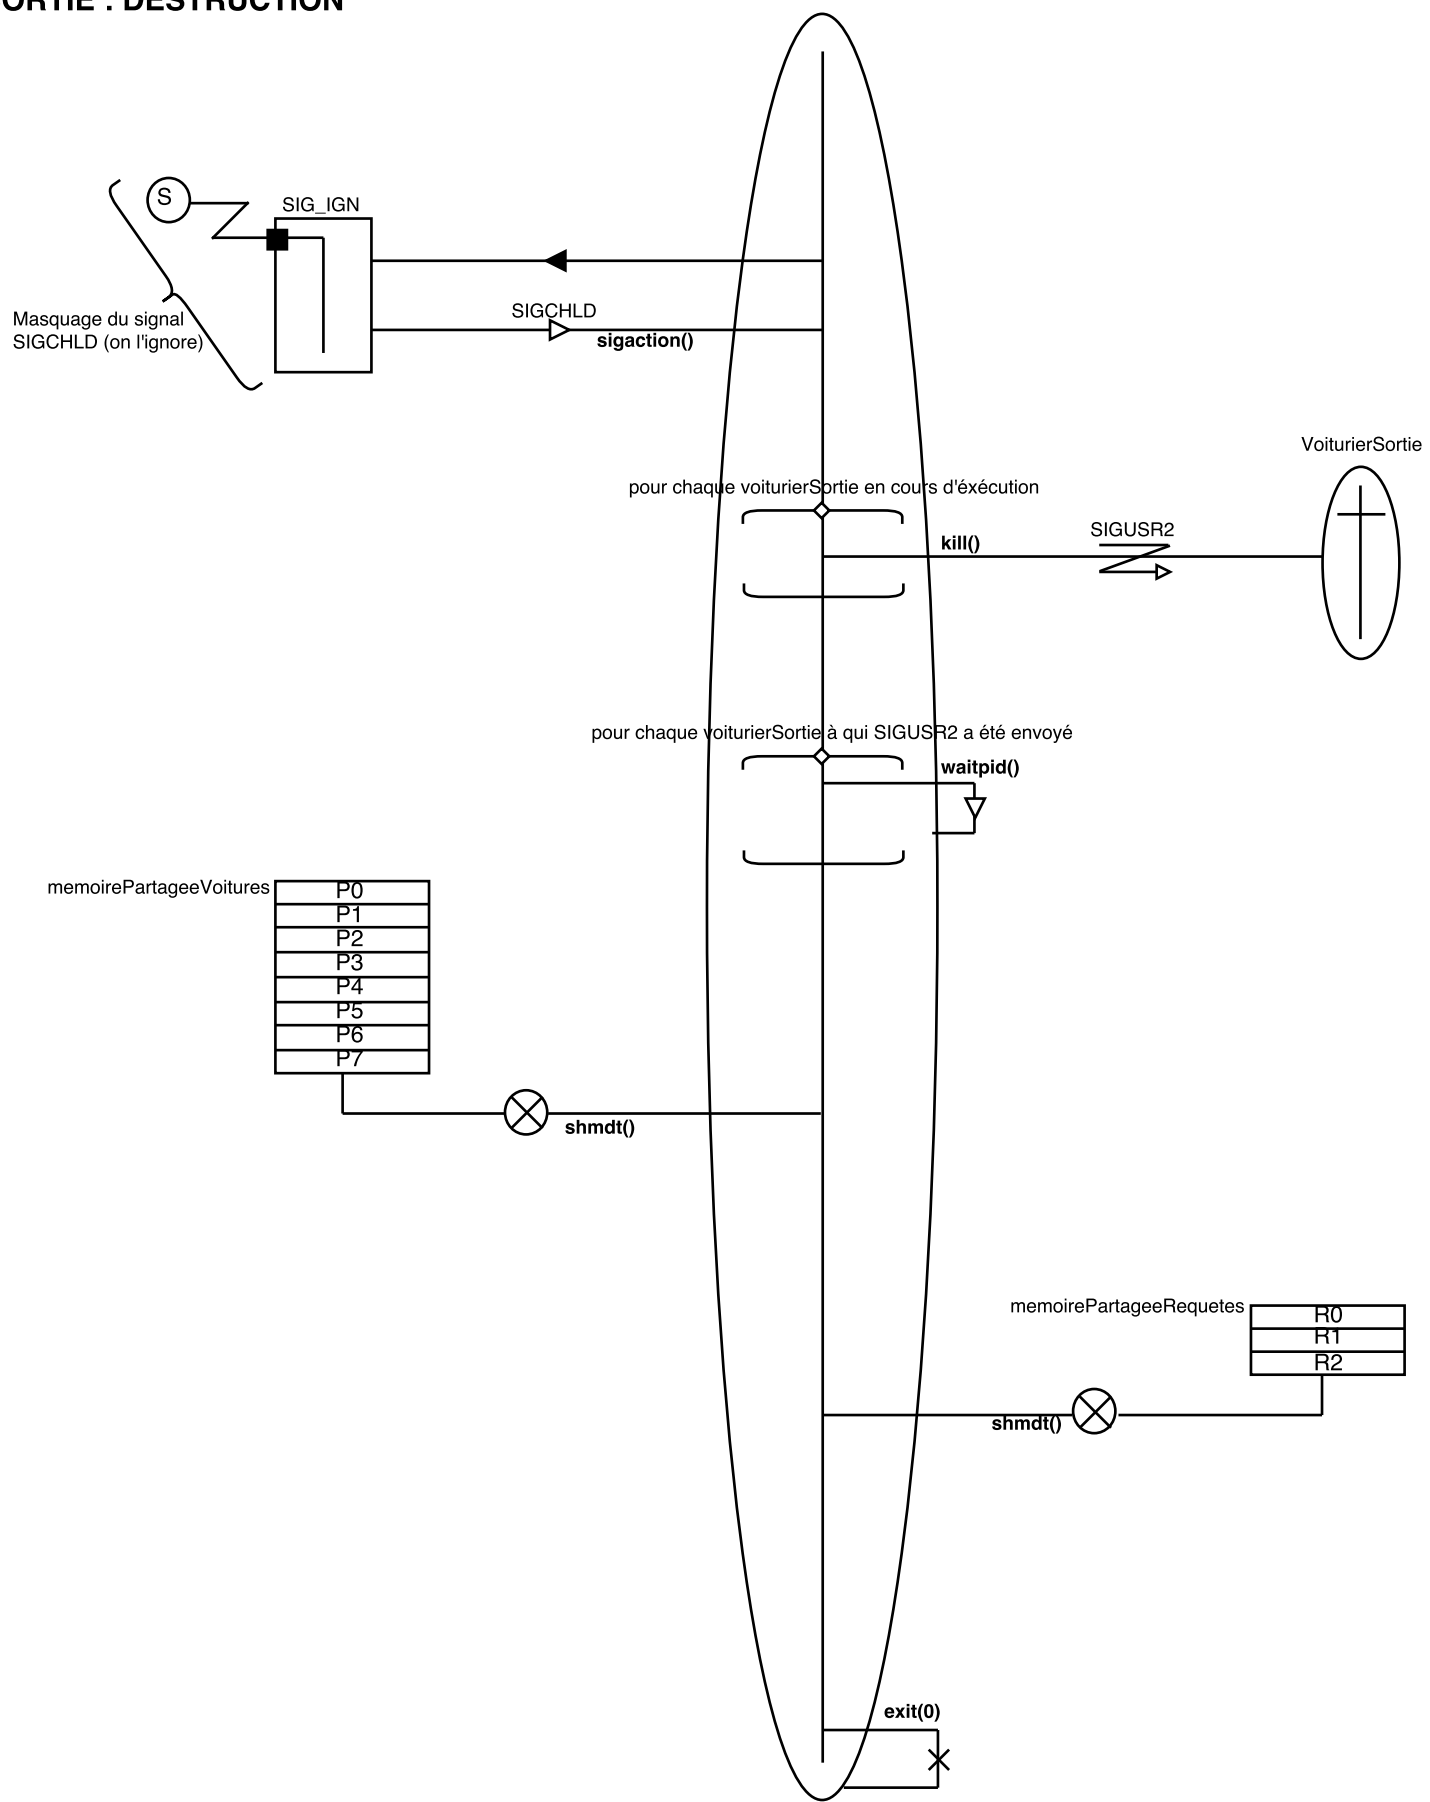 ORTIE : DESTRUCTION
S
SIG_IGN
SIGCHLD
sigaction()
Masquage du signal
SIGCHLD (on l'ignore)
VoiturierSortie
pour chaque voiturierSortie en cours d'éxécution
SIGUSR2
kill()
pour chaque voiturierSortie à qui SIGUSR2 a été envoyé
waitpid()
memoirePartageeVoitures
P0
P1
P2
P3
P4
P5
P6
P7
shmdt()
memoirePartageeRequetes
R0
R1
R2
shmdt()
exit(0)